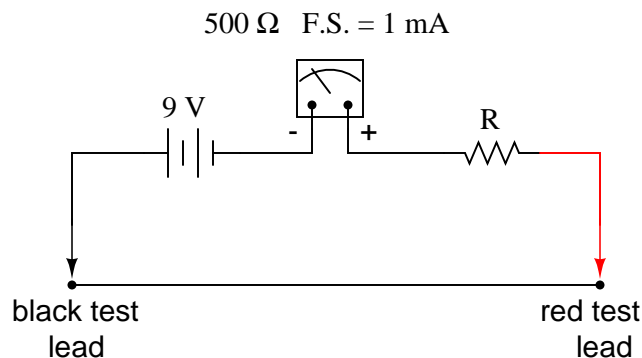 500 Ω F.S. = 1 mA
9 V
- +
R
black test
lead
red test
lead